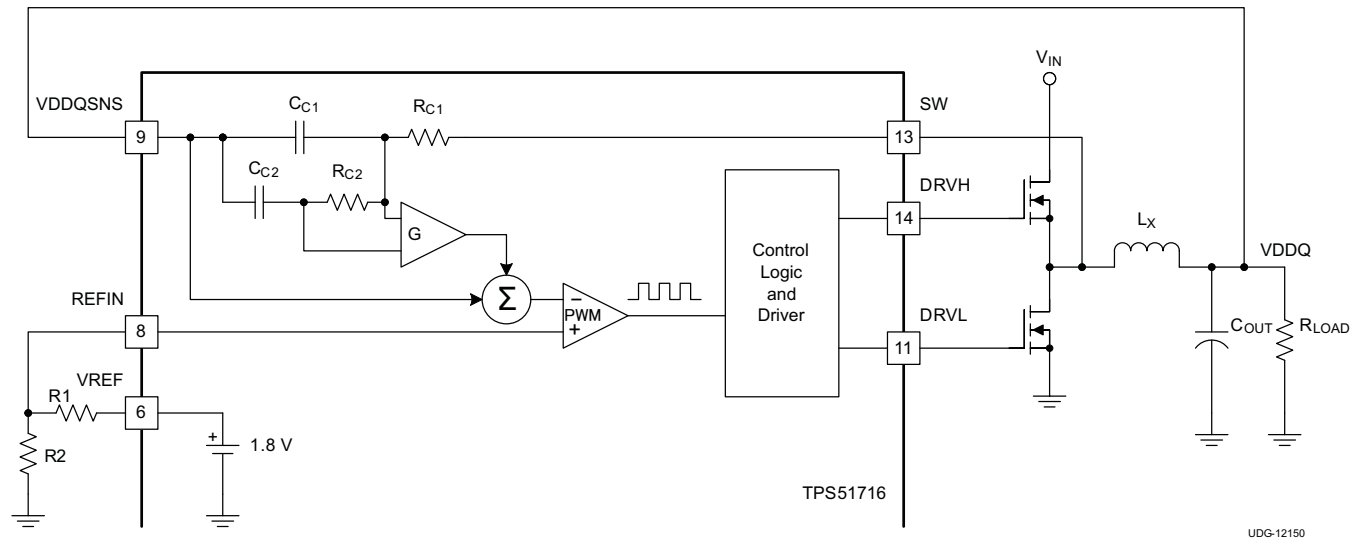 VIN
VDDQSNS
CC1
RC1
SW
9
13
CC2
RC2
DRVH
14
G
Control
Logic
and
Driver
LX
VDDQ
Σ
REFIN
–
PWM
+
8
DRVL
11
COUT
RLOAD
VREF
R1
6
R2
+
1.8 V
TPS51716
UDG-12150